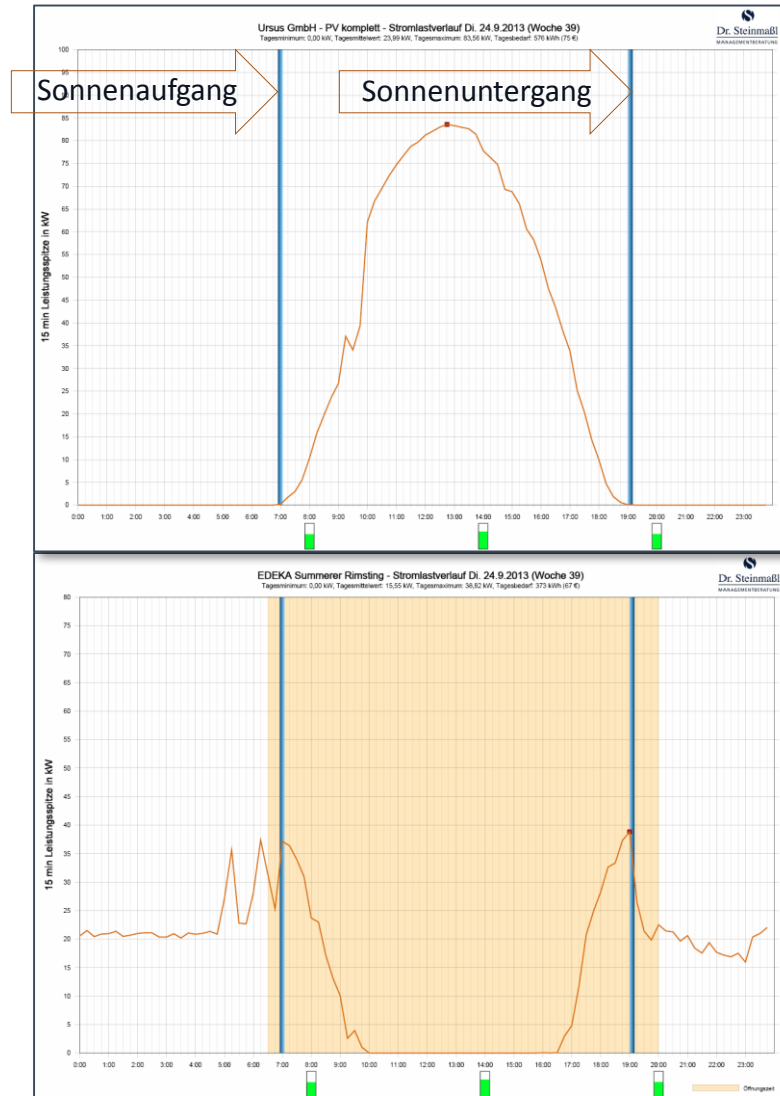 Ursus GmbH - PV komplett - Stromlastverlauf Di. 24.9.2013 (Woche 39)
Tagesminimum: 0,00 kW, Tagesmittelwert: 23,99 kW, Tagesmaximum: 83,56 kW, Tagesbedarf: 576 kWh (75 €)
Dr. Steinmaßl
MANAGEMENTBERATUNG
Sonnenaufgang
Sonnenuntergang
15 min Leistungsspitze in kW
100
95
90
85
80
75
70
65
60
55
50
45
40
35
30
25
20
15
10
5
0
0:00 1:00 2:00 3:00 4:00 5:00 6:00 7:00 8:00 9:00 10:00 11:00 12:00 13:00 14:00 15:00 16:00 17:00 18:00 19:00 20:00 21:00 22:00 23:00
EDEKA Summerer Rimsting - Stromlastverlauf Di. 24.9.2013 (Woche 39)
Tagesminimum: 0,00 kW, Tagesmittelwert: 15,55 kW, Tagesmaximum: 38,82 kW, Tagesbedarf: 373 kWh (67 €)
Dr. Steinmaßl
MANAGEMENTBERATUNG
15 min Leistungsspitze in kW
80
75
70
65
60
55
50
45
40
35
30
25
20
15
10
5
0
0:00 1:00 2:00 3:00 4:00 5:00 6:00 7:00 8:00 9:00 10:00 11:00 12:00 13:00 14:00 15:00 16:00 17:00 18:00 19:00 20:00 21:00 22:00 23:00
Öffnungszeit